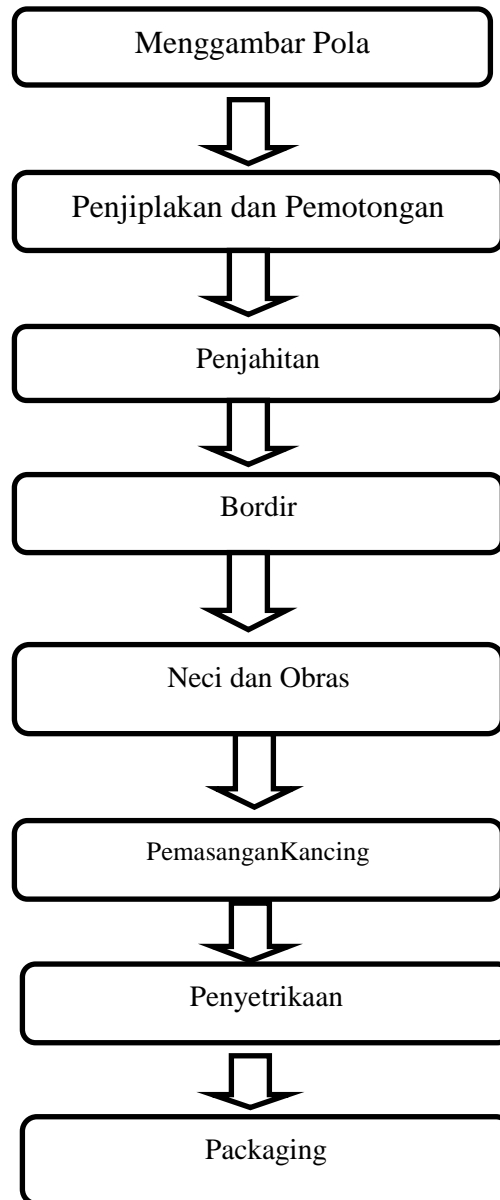 Menggambar Pola
Penjiplakan dan Pemotongan
Penjahitan
Bordir
Neci dan Obras
PemasanganKancing
Penyetrikaan
Packaging